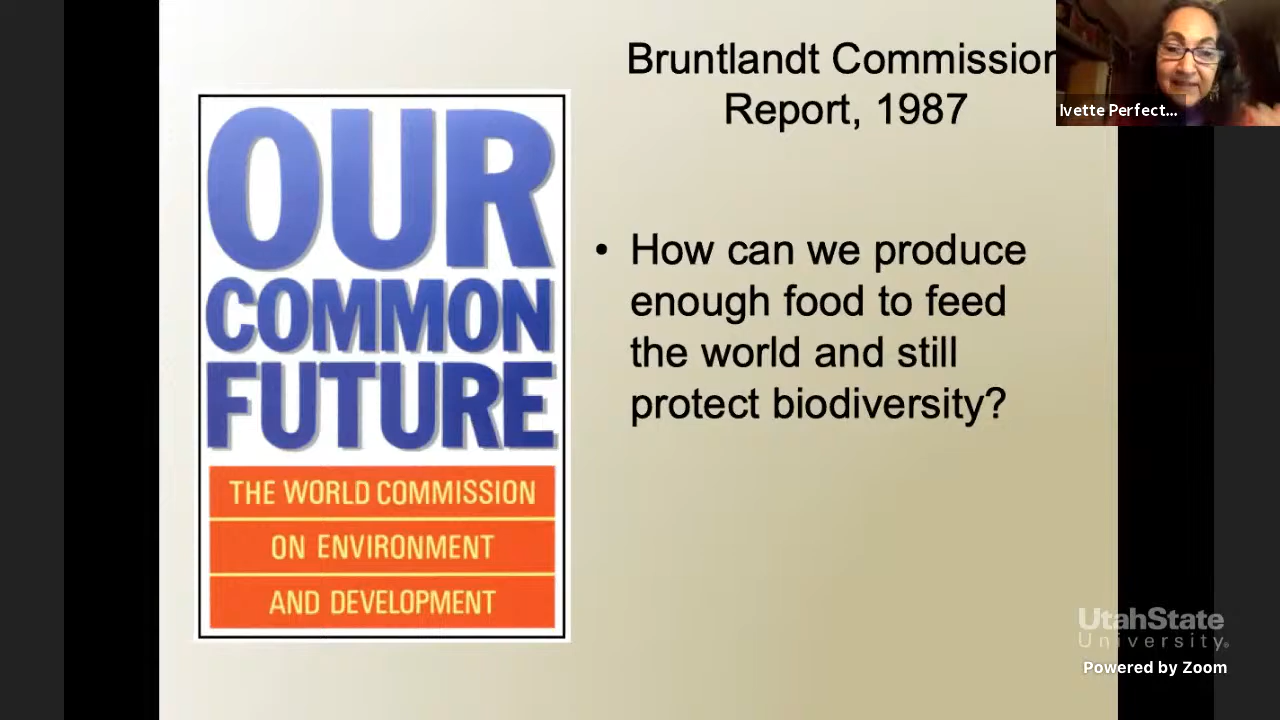 Bruntlandt Commission
Report, 1987
Ivette Perfect...
OUR
COMMON
FUTURE
THE WORLD COMMISSION
ON ENVIRONMENT
AND DEVELOPMENT
• How can we produce
enough food to feed
the world and still
protect biodiversity?
UtahState
University
Powered by Zoom